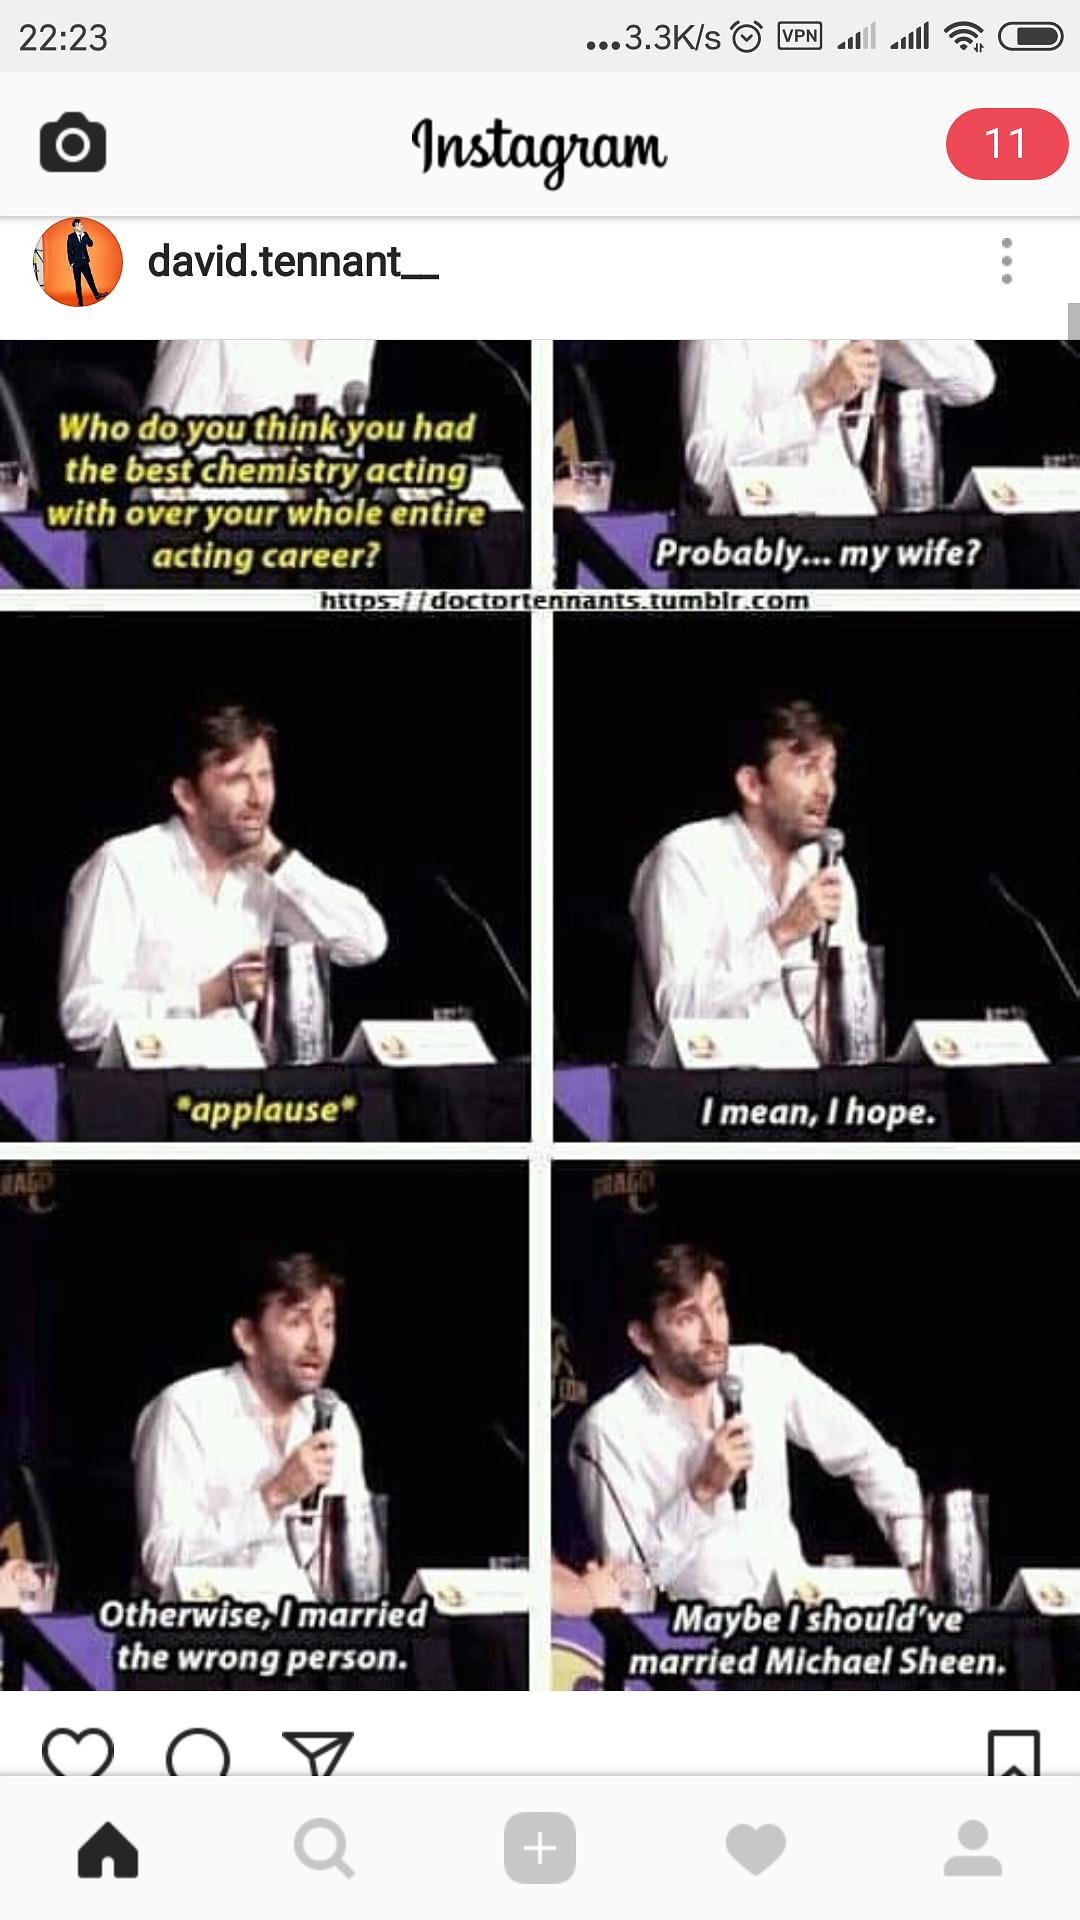 22:23
...3.3K/s
VPN
Instagram
11
david.tennant__
Who do you think you had
the best chemistry acting
with over your whole entire
acting career?
Probably... my wife?
https://doctortennants.tumblr.com
*applause*
I mean, I hope.
Otherwise, I married
the wrong person.
Maybe I should've
married Michael Sheen.